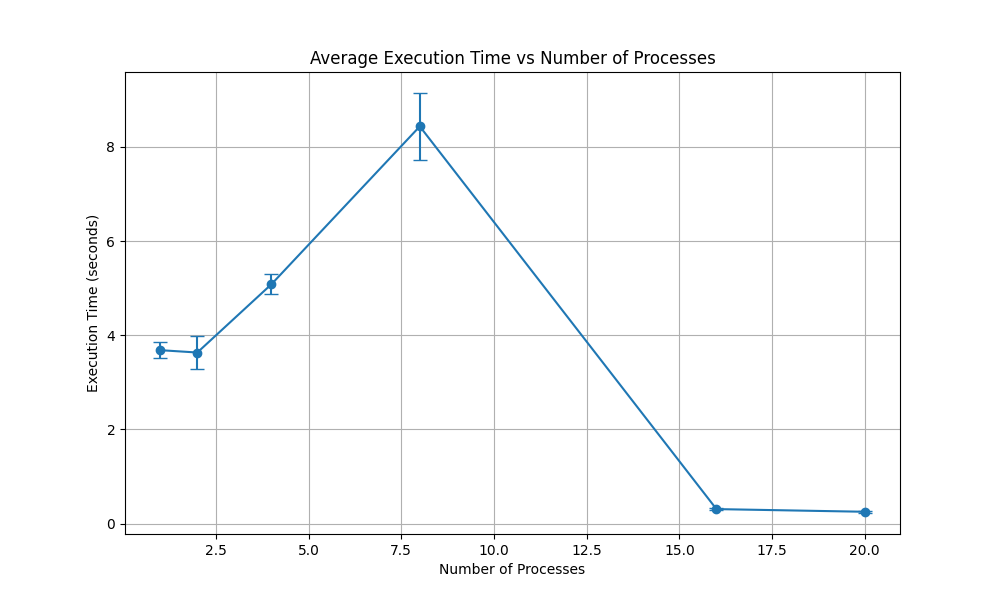 Average Execution Time vs Number of Processes
Execution Time (seconds)
8
6
4
2
0
2.5 5.0 7.5 10.0 12.5 15.0 17.5 20.0
Number of Processes